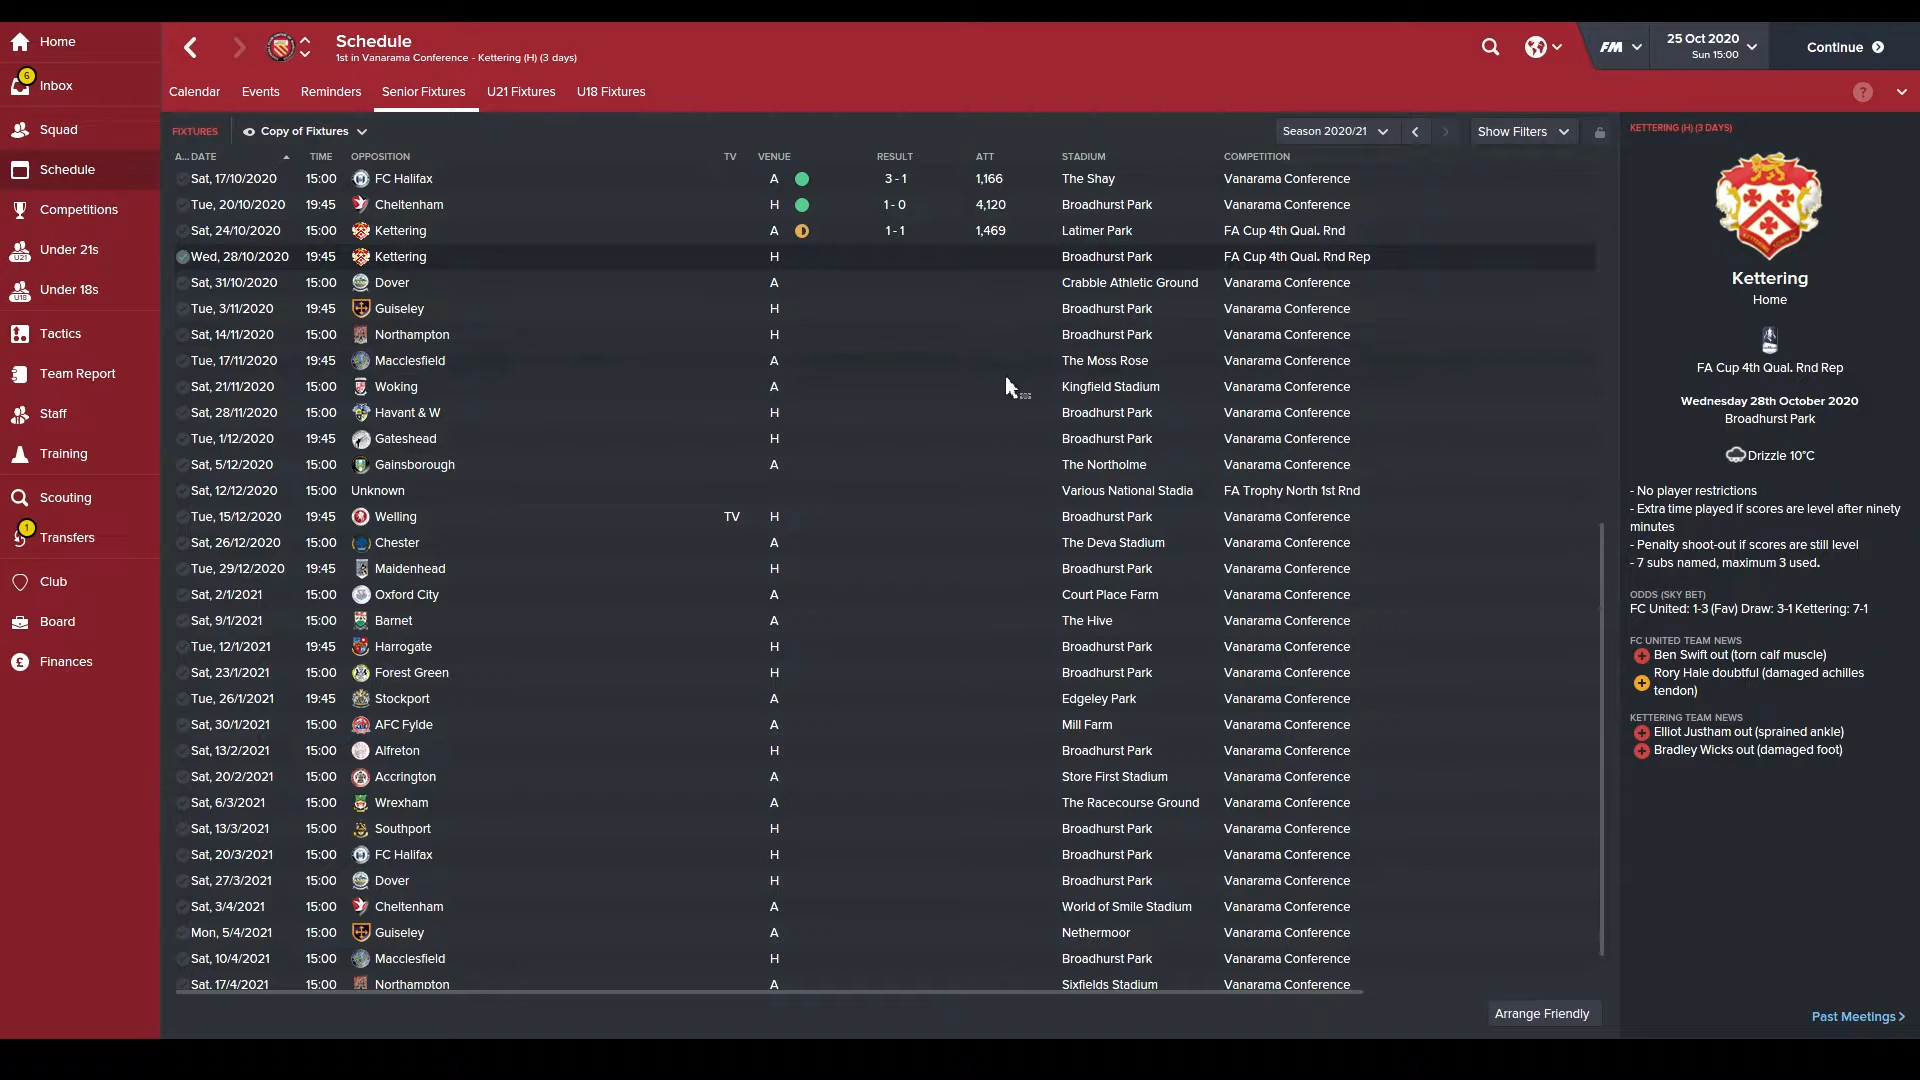 Home
6
Inbox
Squad
Schedule
Competitions
U21
Under 21s
U18
Under 18s
Tactics
Team Report
Staff
Training
Scouting
1
Transfers
Club
Board
£
Finances
Schedule
1st in Vanarama Conference - Kettering (H) (3 days)
FM
25 Oct 2020
Sun 15:00
Continue
Calendar Events Reminders Senior Fixtures U21 Fixtures U18 Fixtures
?
FIXTURES Copy of Fixtures Season 2020/21 Show Filters
A... DATE TIME OPPOSITION TV VENUE RESULT ATT STADIUM COMPETITION
Sat, 17/10/2020 15:00 FC Halifax A 3 - 1 1,166 The Shay Vanarama Conference
Tue, 20/10/2020 19:45 Cheltenham H 1 - 0 4,120 Broadhurst Park Vanarama Conference
Sat, 24/10/2020 15:00 Kettering A 1 - 1 1,469 Latimer Park FA Cup 4th Qual. Rnd
Wed, 28/10/2020 19:45 Kettering H Broadhurst Park FA Cup 4th Qual. Rnd Rep
Sat, 31/10/2020 15:00 Dover A Crabble Athletic Ground Vanarama Conference
Tue, 3/11/2020 19:45 Guiseley H Broadhurst Park Vanarama Conference
Sat, 14/11/2020 15:00 Northampton H Broadhurst Park Vanarama Conference
Tue, 17/11/2020 19:45 Macclesfield A The Moss Rose Vanarama Conference
Sat, 21/11/2020 15:00 Woking A Kingfield Stadium Vanarama Conference
Sat, 28/11/2020 15:00 Havant & W H Broadhurst Park Vanarama Conference
Tue, 1/12/2020 19:45 Gateshead H Broadhurst Park Vanarama Conference
Sat, 5/12/2020 15:00 Gainsborough A The Northolme Vanarama Conference
Sat, 12/12/2020 15:00 Unknown Various National Stadia FA Trophy North 1st Rnd
Tue, 15/12/2020 19:45 Welling TV H Broadhurst Park Vanarama Conference
Sat, 26/12/2020 15:00 Chester A The Deva Stadium Vanarama Conference
Tue, 29/12/2020 19:45 Maidenhead H Broadhurst Park Vanarama Conference
Sat, 2/1/2021 15:00 Oxford City A Court Place Farm Vanarama Conference
Sat, 9/1/2021 15:00 Barnet A The Hive Vanarama Conference
Tue, 12/1/2021 19:45 Harrogate H Broadhurst Park Vanarama Conference
Sat, 23/1/2021 15:00 Forest Green H Broadhurst Park Vanarama Conference
Tue, 26/1/2021 19:45 Stockport A Edgeley Park Vanarama Conference
Sat, 30/1/2021 15:00 AFC Fylde A Mill Farm Vanarama Conference
Sat, 13/2/2021 15:00 Alfreton H Broadhurst Park Vanarama Conference
Sat, 20/2/2021 15:00 Accrington A Store First Stadium Vanarama Conference
Sat, 6/3/2021 15:00 Wrexham A The Racecourse Ground Vanarama Conference
Sat, 13/3/2021 15:00 Southport H Broadhurst Park Vanarama Conference
Sat, 20/3/2021 15:00 FC Halifax H Broadhurst Park Vanarama Conference
Sat, 27/3/2021 15:00 Dover H Broadhurst Park Vanarama Conference
Sat, 3/4/2021 15:00 Cheltenham A World of Smile Stadium Vanarama Conference
Mon, 5/4/2021 15:00 Guiseley A Nethermoor Vanarama Conference
Sat, 10/4/2021 15:00 Macclesfield H Broadhurst Park Vanarama Conference
Sat, 17/4/2021 15:00 Northampton A Sixfields Stadium Vanarama Conference
Arrange Friendly
KETTERING (H) (3 DAYS)
Kettering
Home
FA Cup 4th Qual. Rnd Rep
Wednesday 28th October 2020
Broadhurst Park
Drizzle 10°C
- No player restrictions
- Extra time played if scores are level after ninety
minutes
- Penalty shoot-out if scores are still level
- 7 subs named, maximum 3 used.
ODDS (SKY BET)
FC United: 1-3 (Fav) Draw: 3-1 Kettering: 7-1
FC UNITED TEAM NEWS
Ben Swift out (torn calf muscle)
Rory Hale doubtful (damaged achilles
tendon)
KETTERING TEAM NEWS
Elliot Justham out (sprained ankle)
Bradley Wicks out (damaged foot)
Past Meetings